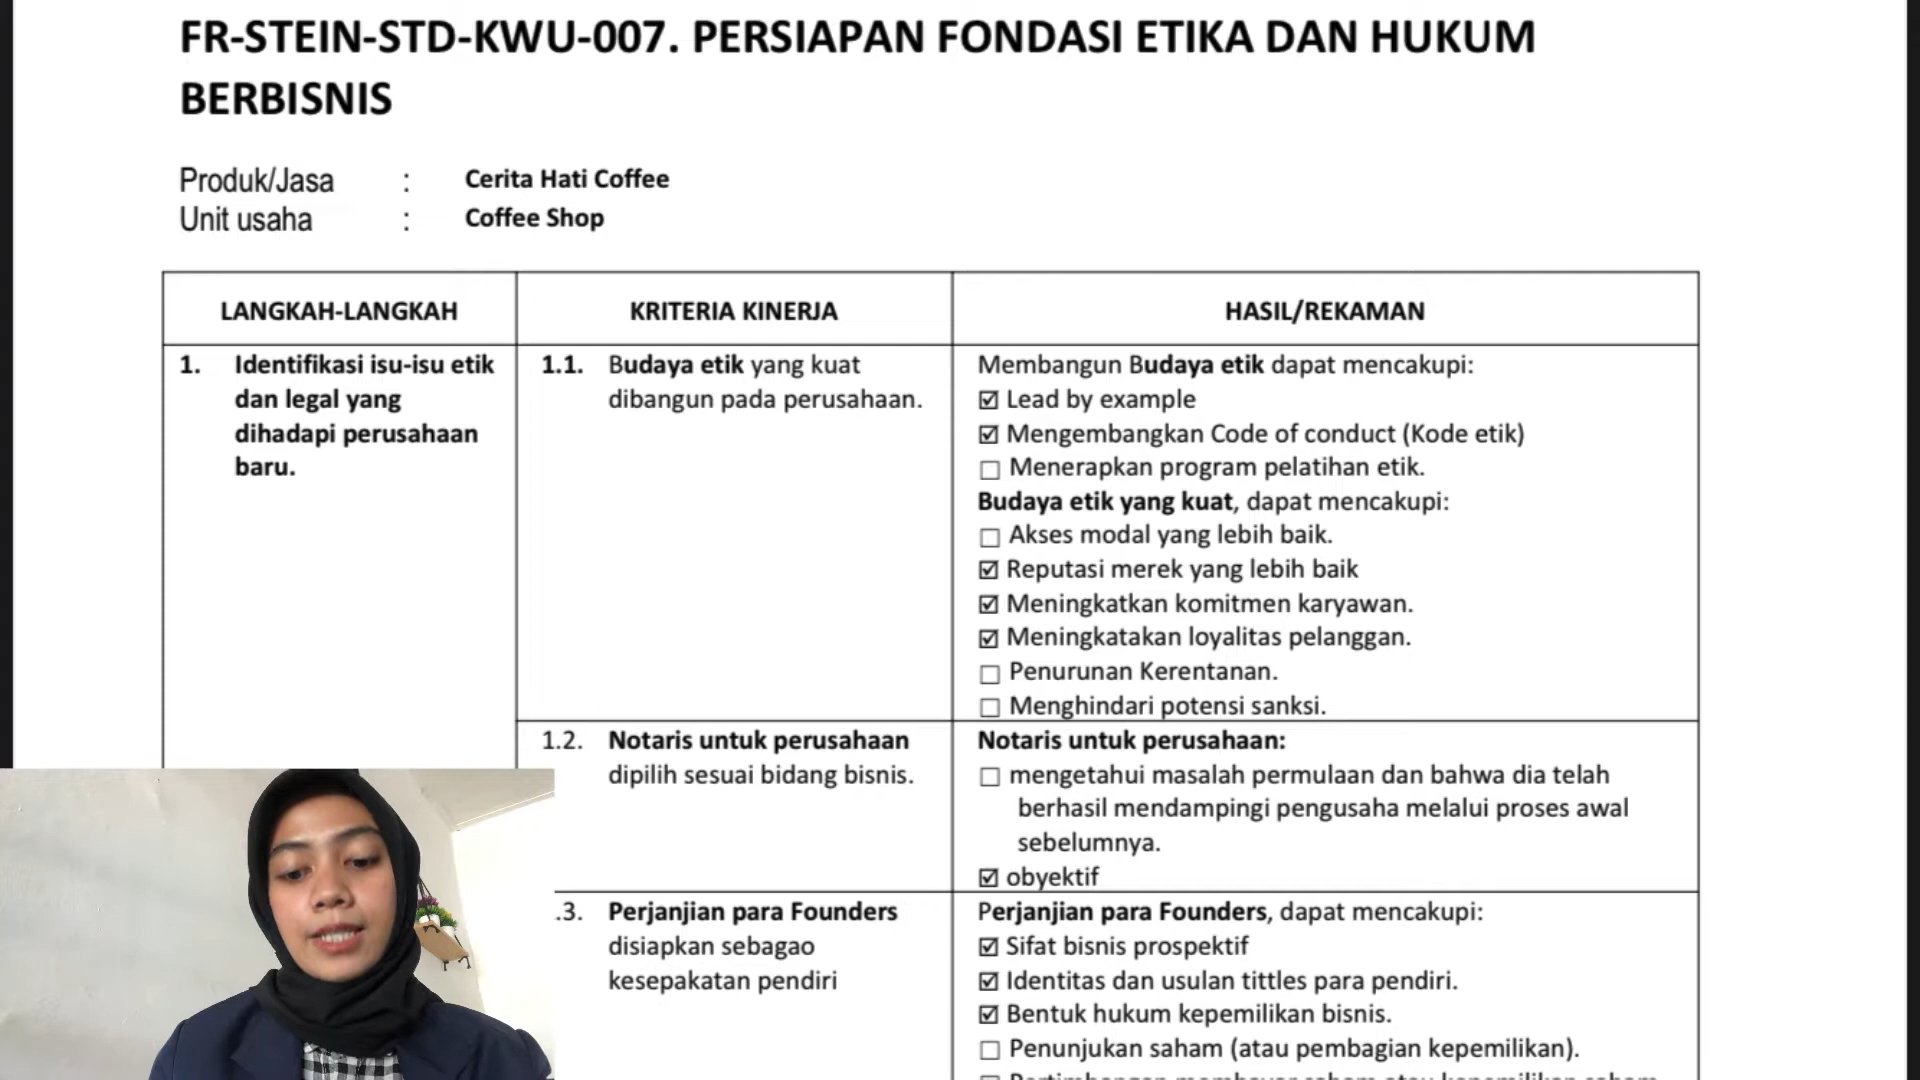 FR-STEIN-STD-KWU-007. PERSIAPAN FONDASI ETIKA DAN HUKUM
BERBISNIS
Produk/Jasa : Cerita Hati Coffee
Unit usaha : Coffee Shop
LANGKAH-LANGKAH
KRITERIA KINERJA
HASIL/REKAMAN
1. Identifikasi isu-isu etik
dan legal yang
dihadapi perusahaan
baru.
1.1. Budaya etik yang kuat
dibangun pada perusahaan.
Membangun Budaya etik dapat mencakupi:
☑ Lead by example
☑ Mengembangkan Code of conduct (Kode etik)
☐ Menerapkan program pelatihan etik.
Budaya etik yang kuat, dapat mencakupi:
☐ Akses modal yang lebih baik.
☑ Reputasi merek yang lebih baik
☑ Meningkatkan komitmen karyawan.
☑ Meningkatakan loyalitas pelanggan.
☐ Penurunan Kerentanan.
☐ Menghindari potensi sanksi.
1.2. Notaris untuk perusahaan
dipilih sesuai bidang bisnis.
Notaris untuk perusahaan:
☐ mengetahui masalah permulaan dan bahwa dia telah
berhasil mendampingi pengusaha melalui proses awal
sebelumnya.
☑ obyektif
.3. Perjanjian para Founders
disiapkan sebagao
kesepakatan pendiri
Perjanjian para Founders, dapat mencakupi:
☑ Sifat bisnis prospektif
☑ Identitas dan usulan tittles para pendiri.
☑ Bentuk hukum kepemilikan bisnis.
☐ Penunjukan saham (atau pembagian kepemilikan).